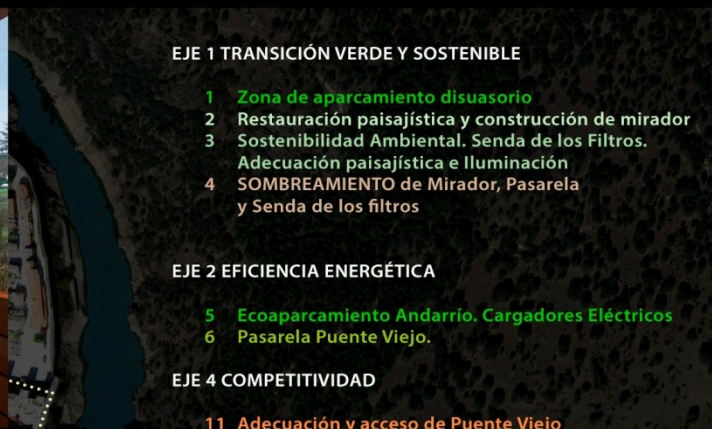 EJE 1 TRANSICIÓN VERDE Y SOSTENIBLE
1 Zona de aparcamiento disuasorio
2 Restauración paisajística y construcción de mirador
3 Sostenibilidad Ambiental. Senda de los Filtros.
Adecuación paisajística e Iluminación
4 SOMBREAMIENTO de Mirador, Pasarela
y Senda de los filtros
EJE 2 EFICIENCIA ENERGÉTICA
5 Ecoaparcamiento Andarrío. Cargadores Eléctricos
6 Pasarela Puente Viejo.
EJE 4 COMPETITIVIDAD
11 Adecuación y acceso de Puente Viejo